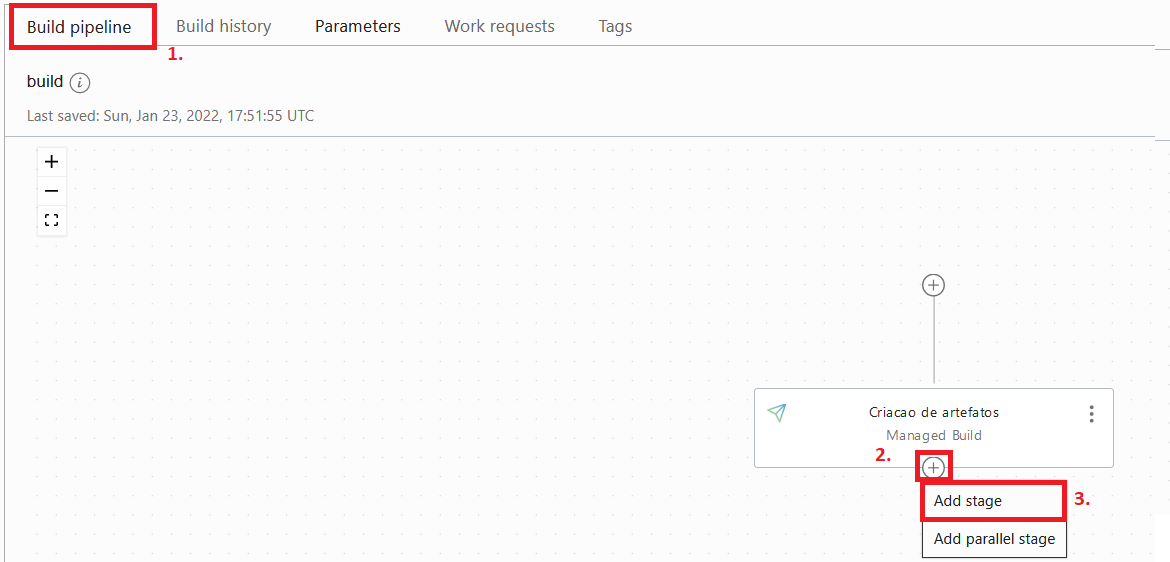 Build pipeline Build history Parameters Work requests Tags
1.
build i
Last saved: Sun, Jan 23, 2022, 17:51:55 UTC
Criacao de artefatos
Managed Build
2.
Add stage 3.
Add parallel stage